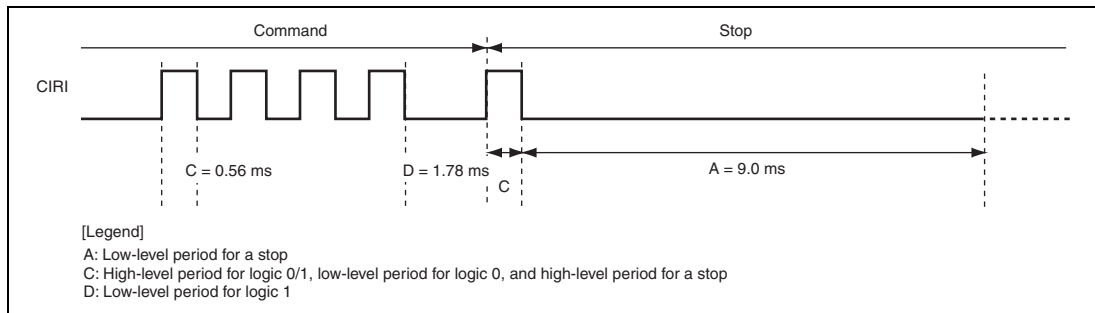 Command
Stop
CIRI
C = 0.56 ms
D = 1.78 ms
C
A = 9.0 ms
[Legend]
A: Low-level period for a stop
C: High-level period for logic 0/1, low-level period for logic 0, and high-level period for a stop
D: Low-level period for logic 1